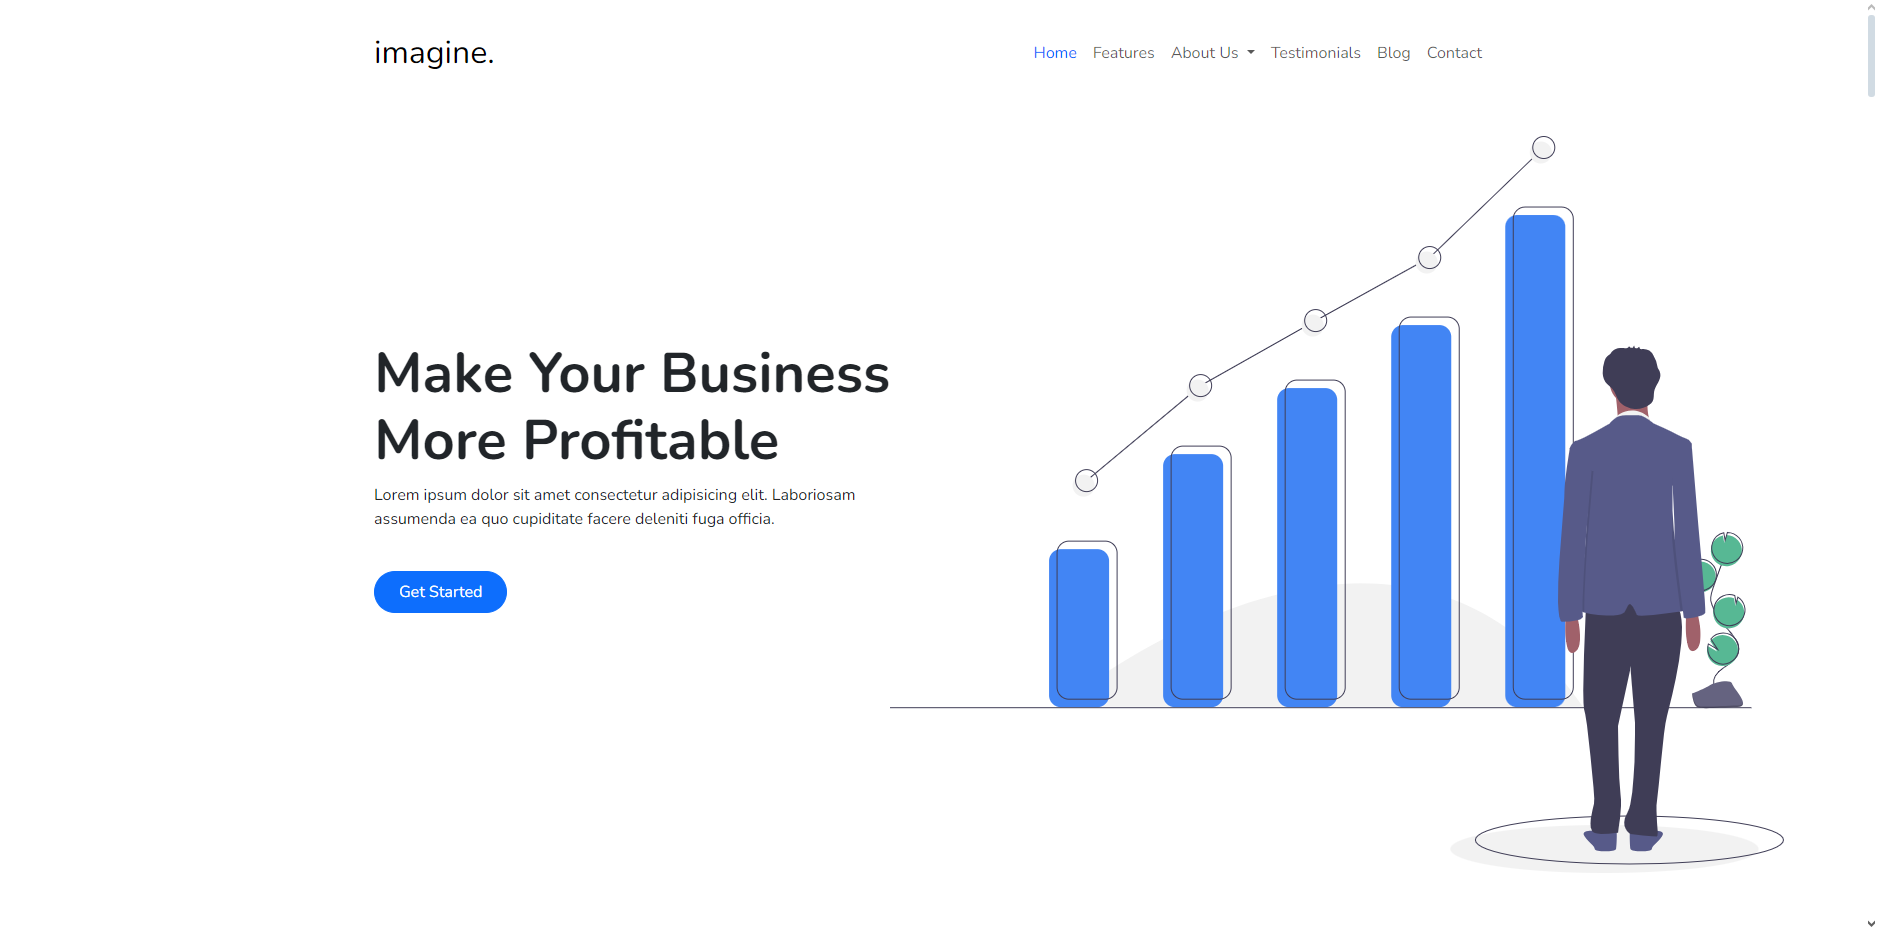 imagine.
Home Features About Us Testimonials Blog Contact
Make Your Business
More Profitable
Lorem ipsum dolor sit amet consectetur adipisicing elit. Laboriosam
assumenda ea quo cupiditate facere deleniti fuga officia.
Get Started